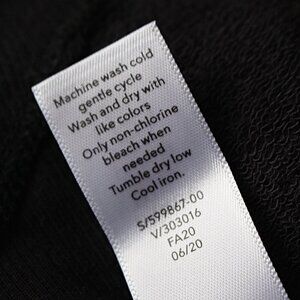 Machine wash cold
gentle cycle
Wash and dry with
like colors
Only non-chlorine
bleach when
needed
Tumble dry low
Cool iron.
S/599867-00
V/303016
FA20
06/20